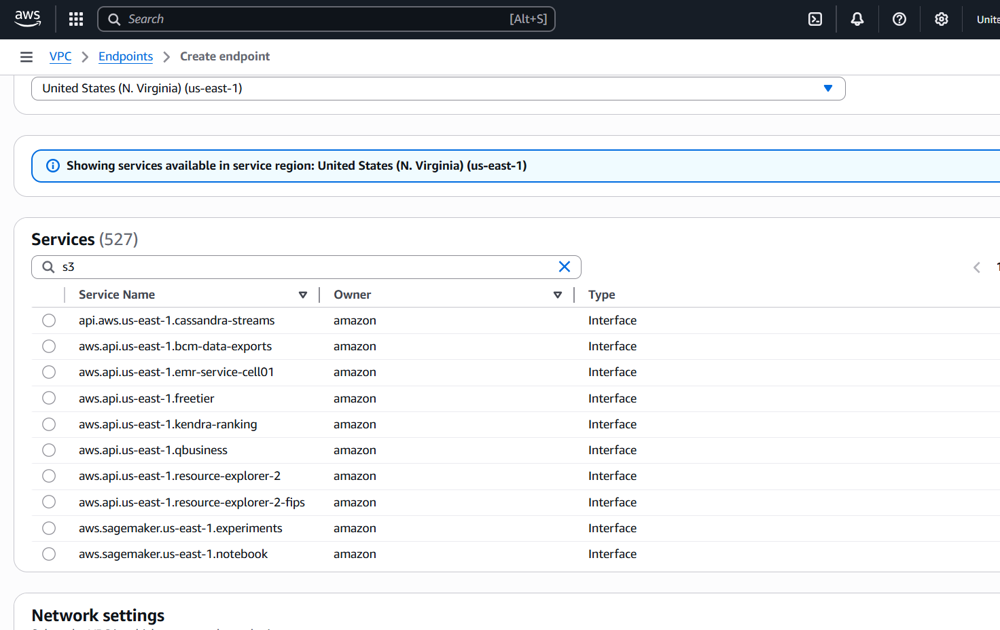 aws
Search [Alt+S]
VPC Endpoints Create endpoint
United States (N. Virginia) (us-east-1)
Showing services available in service region: United States (N. Virginia) (us-east-1)
Services (527)
s3
Service Name Owner Type
api.aws.us-east-1.cassandra-streams amazon Interface
aws.api.us-east-1.bcm-data-exports amazon Interface
aws.api.us-east-1.emr-service-cell01 amazon Interface
aws.api.us-east-1.freetier amazon Interface
aws.api.us-east-1.kendra-ranking amazon Interface
aws.api.us-east-1.qbusiness amazon Interface
aws.api.us-east-1.resource-explorer-2 amazon Interface
aws.api.us-east-1.resource-explorer-2-fips amazon Interface
aws.sagemaker.us-east-1.experiments amazon Interface
aws.sagemaker.us-east-1.notebook amazon Interface
Network settings